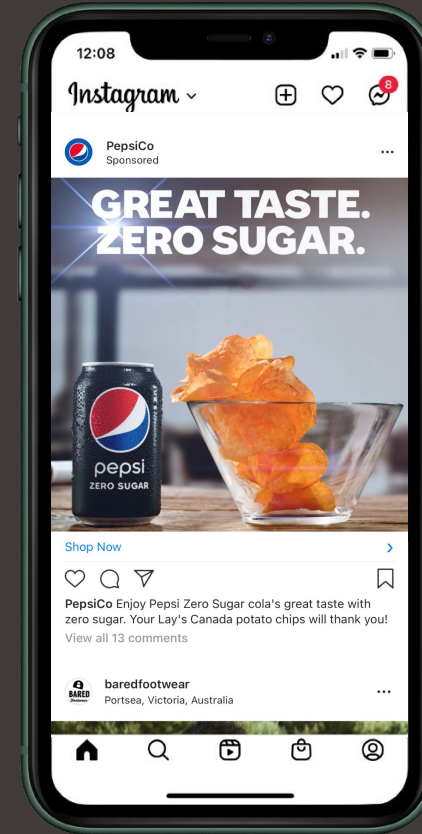 12:08
Instagram
8
PepsiCo
Sponsored
GREAT TASTE.
ZERO SUGAR.
pepsi
ZERO SUGAR
Shop Now
PepsiCo Enjoy Pepsi Zero Sugar cola's great taste with
zero sugar. Your Lay's Canada potato chips will thank you!
View all 13 comments
BARED
Footwear
baredfootwear
Portsea, Victoria, Australia